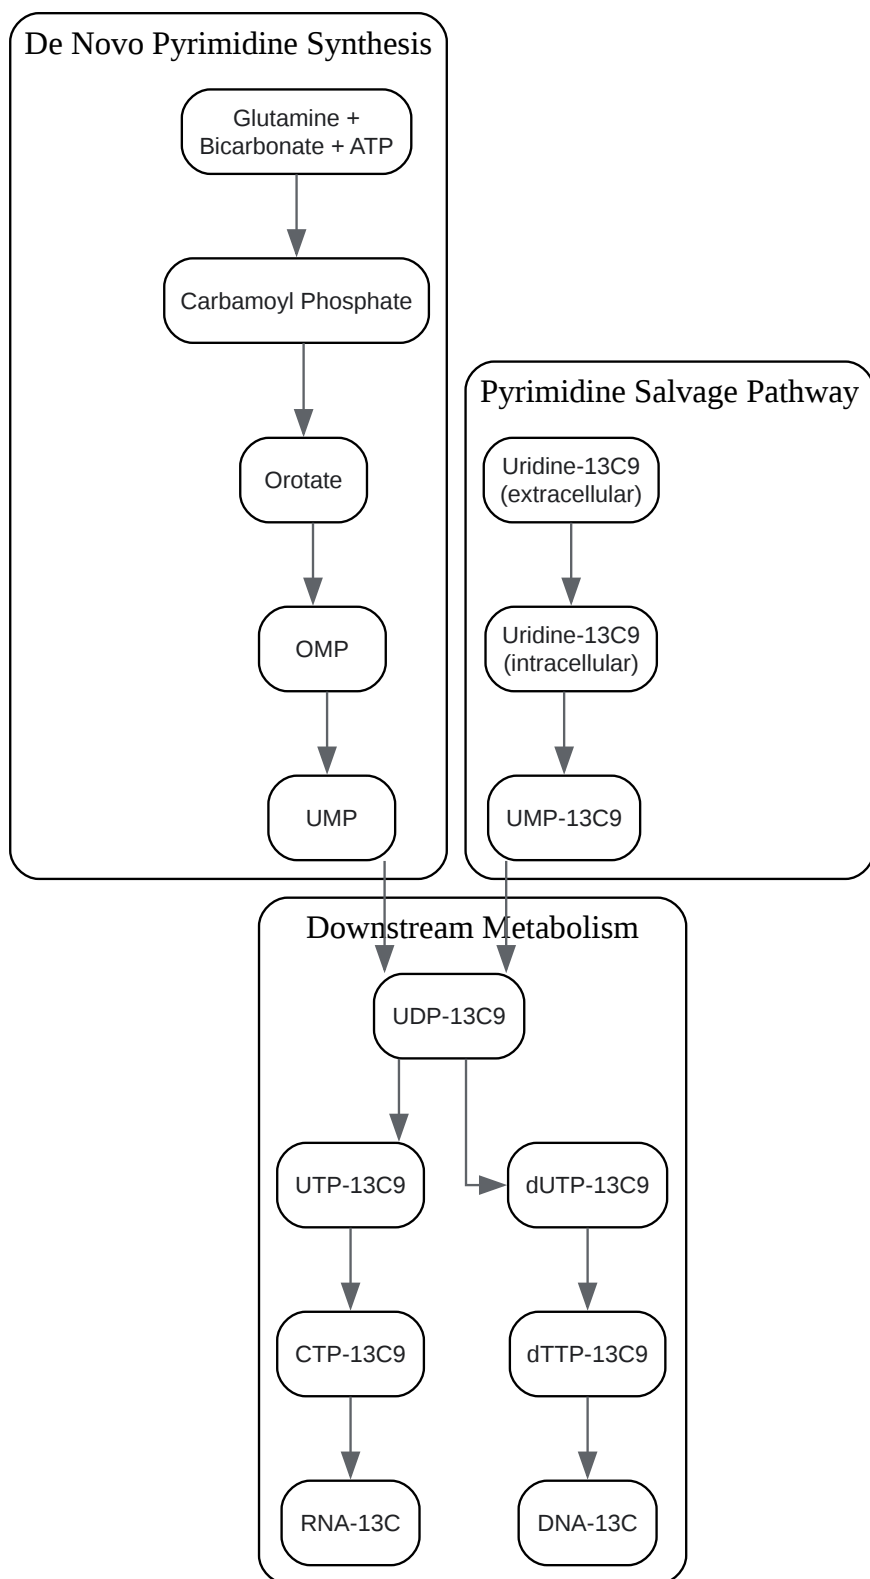 De Novo Pyrimidine Synthesis
Glutamine +
Bicarbonate + ATP
Carbamoyl Phosphate
Orotate
OMP
UMP
Pyrimidine Salvage Pathway
Uridine-13C9
(extracellular)
Uridine-13C9
(intracellular)
UMP-13C9
Downstream Metabolism
UDP-13C9
UTP-13C9
dUTP-13C9
CTP-13C9
dTTP-13C9
RNA-13C
DNA-13C